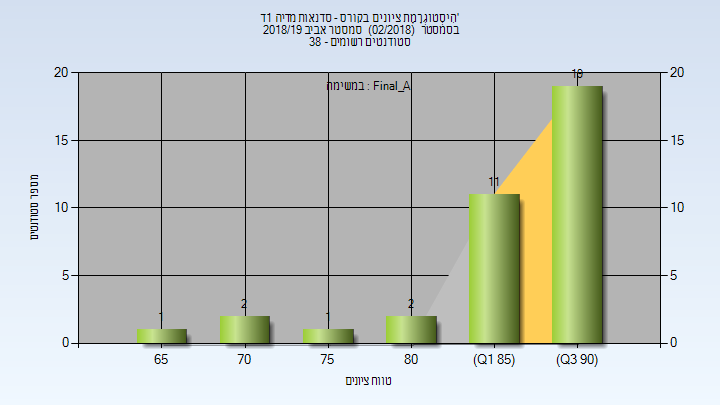 היסטוגרמת ציונים בקורס - סדנאות מדיה 1ד'
בסמסטר (02/2018) סמסטר אביב 2018/19
סטודנטים רשומים - 38
במשימה : Final_A
מספר סטודנטים
20 20
15 15
10 10
5 5
0 0
1 2 1 2 11 19
65 70 75 80 (Q1 85) (Q3 90)
טווח ציונים